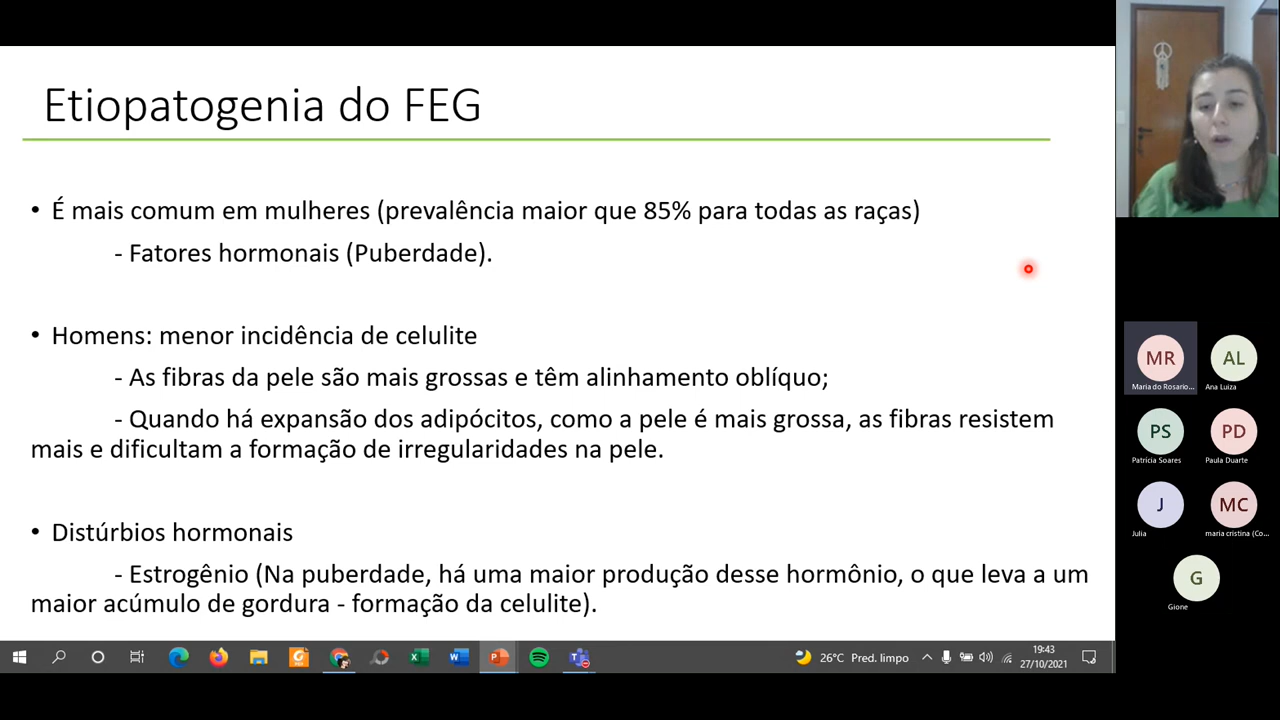 Etiopatogenia do FEG
• É mais comum em mulheres (prevalência maior que 85% para todas as raças)
- Fatores hormonais (Puberdade).
• Homens: menor incidência de celulite
- As fibras da pele são mais grossas e têm alinhamento oblíquo;
- Quando há expansão dos adipócitos, como a pele é mais grossa, as fibras resistem
mais e dificultam a formação de irregularidades na pele.
• Distúrbios hormonais
- Estrogênio (Na puberdade, há uma maior produção desse hormônio, o que leva a um
maior acúmulo de gordura - formação da celulite).
MR
Maria do Rosario...
AL
Ana Luiza
PS
Patrícia Soares
PD
Paula Duarte
J
Julia
MC
maria cristina (Co...
G
Gione
26°C Pred. limpo
19:43
27/10/2021